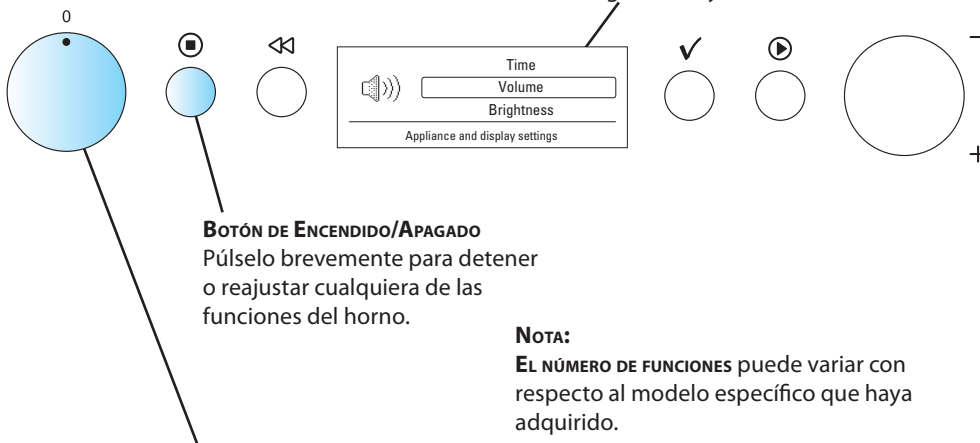 0
Time
Volume
Brightness
Appliance and display settings
−
+
Botón de Encendido/Apagado
Púlselo brevemente para detener
o reajustar cualquiera de las
funciones del horno.
Nota:
El número de funciones puede variar con
respecto al modelo específico que haya
adquirido.